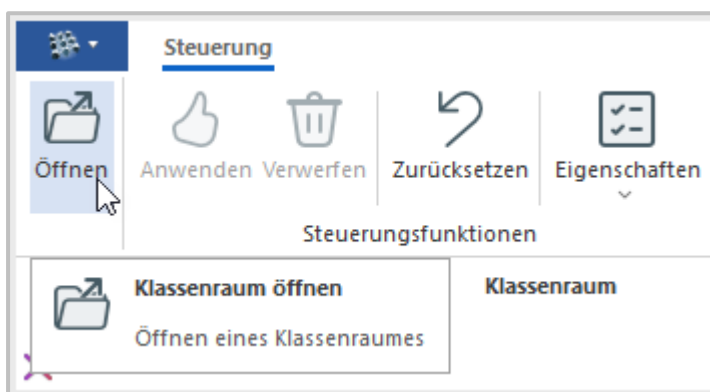 Steuerung
Öffnen
Anwenden
Verwerfen
Zurücksetzen
Eigenschaften
Steuerungsfunktionen
Klassenraum öffnen
Öffnen eines Klassenraumes
Klassenraum